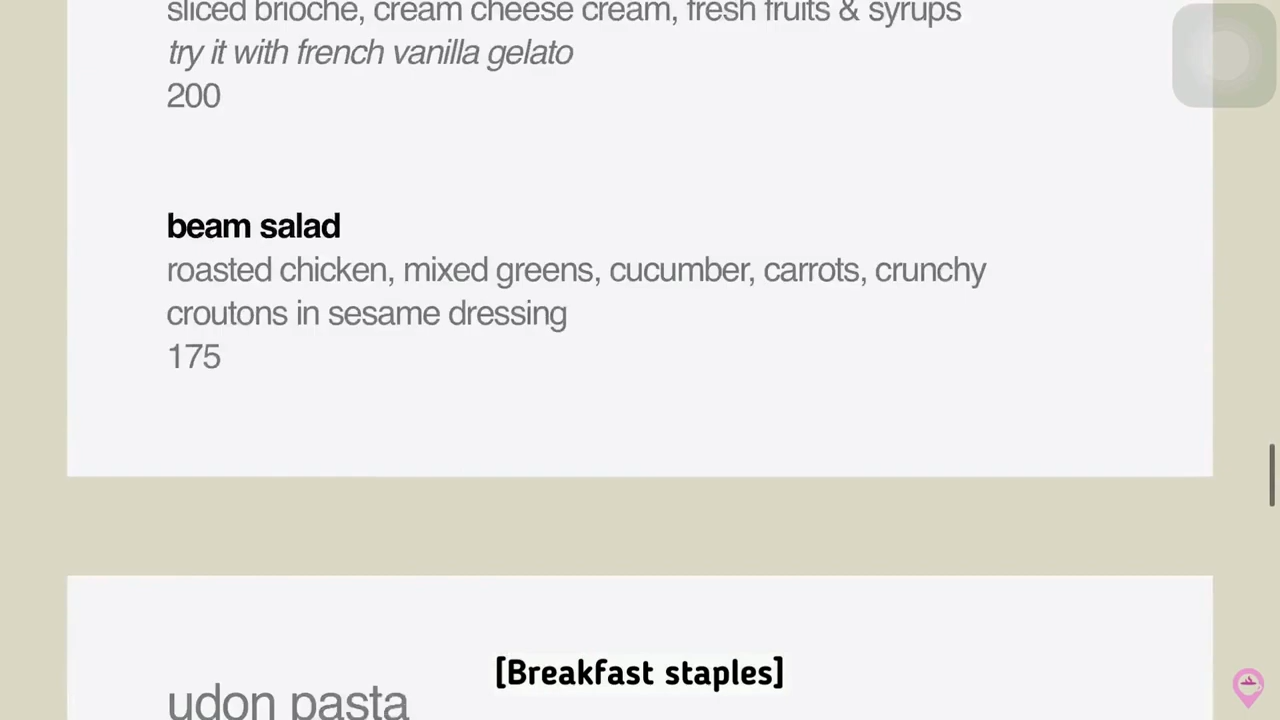 sliced brioche, cream cheese cream, fresh fruits & syrups
try it with french vanilla gelato
200
beam salad
roasted chicken, mixed greens, cucumber, carrots, crunchy
croutons in sesame dressing
175
[Breakfast staples]
udon pasta